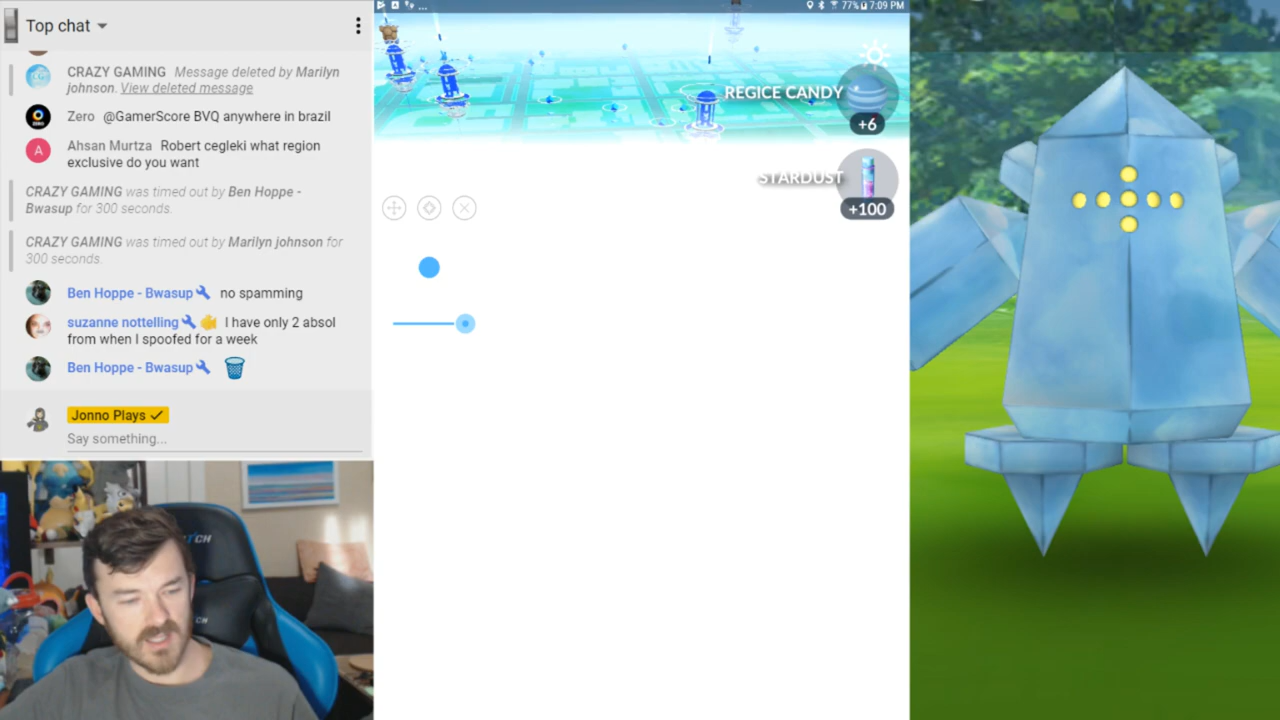 Top chat
CRAZY GAMING Message deleted by Marilyn
johnson. View deleted message
Zero @GamerScore BVQ anywhere in brazil
A Ahsan Murtza Robert cegleki what region
exclusive do you want
CRAZY GAMING was timed out by Ben Hoppe -
Bwasup for 300 seconds.
CRAZY GAMING was timed out by Marilyn johnson for
300 seconds.
Ben Hoppe - Bwasup no spamming
suzanne nottelling I have only 2 absol
from when I spoofed for a week
Ben Hoppe - Bwasup
Jonno Plays
Say something...
... 77% 7:09 PM
REGICE CANDY
+6
STARDUST
+100